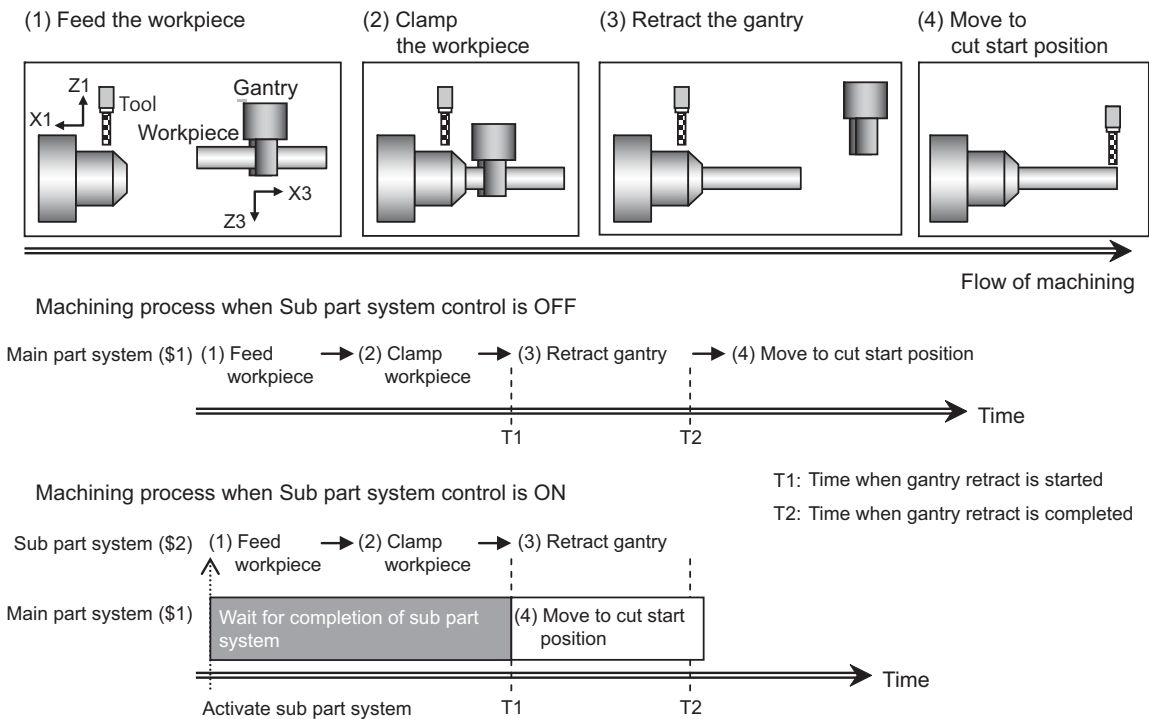 (1) Feed the workpiece
(2) Clamp
the workpiece
(3) Retract the gantry
(4) Move to
cut start position
Z1
X1
Tool
Gantry
Workpiece
X3
Z3
Flow of machining
Machining process when Sub part system control is OFF
Main part system ($1) (1) Feed
workpiece
(2) Clamp
workpiece
(3) Retract gantry
(4) Move to cut start position
Time
T1
T2
Machining process when Sub part system control is ON
T1: Time when gantry retract is started
T2: Time when gantry retract is completed
Sub part system ($2) (1) Feed
workpiece
(2) Clamp
workpiece
(3) Retract gantry
Main part system ($1)
Wait for completion of sub part
system
(4) Move to cut start
position
Time
Activate sub part system
T1
T2